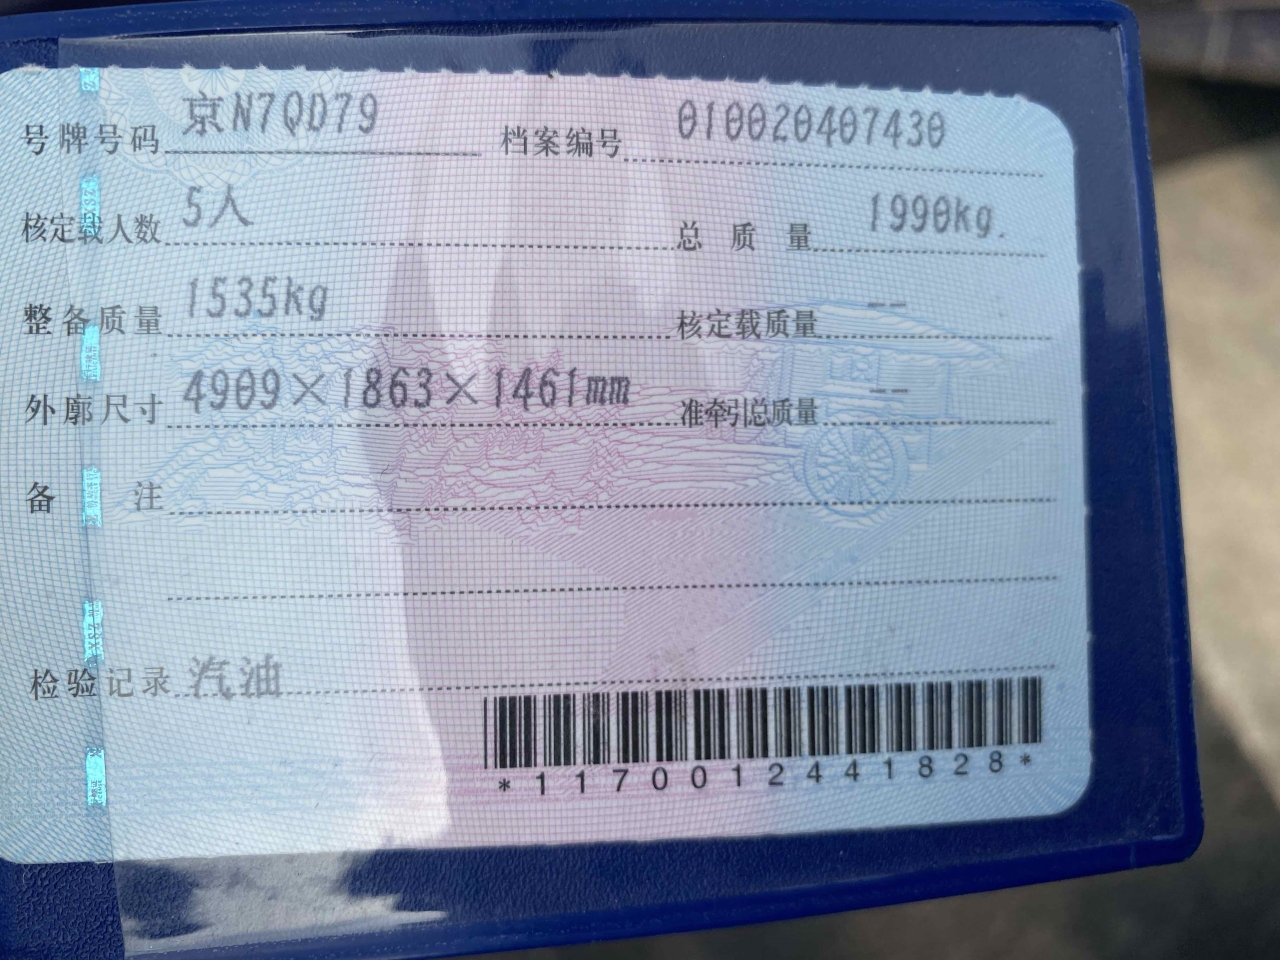 号牌号码 京N7QD79 档案编号 010020407430
核定载人数 5人 总质量 1990kg.
整备质量 1535kg 核定载质量 --
外廓尺寸 4909×1863×1461mm 准牵引总质量 --
备注
检验记录 汽油
*1170012441828*